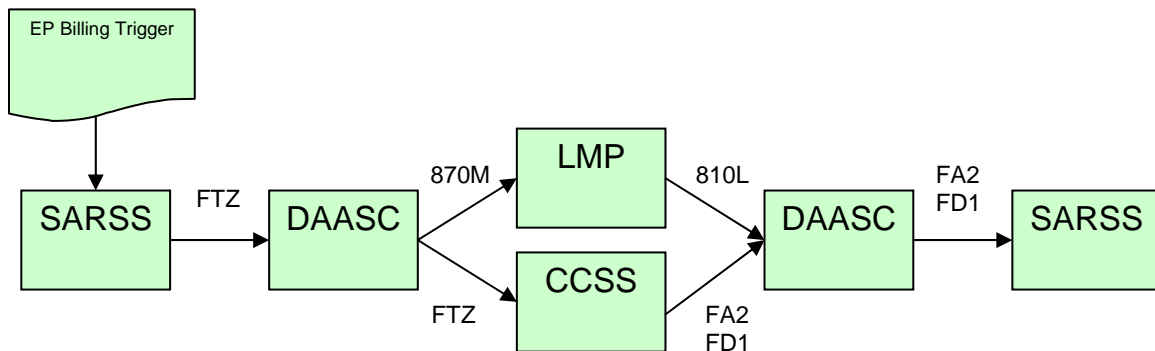 EP Billing Trigger
SARSS
FTZ
DAASC
870M
FTZ
LMP
CCSS
810L
FA2
FD1
DAASC
FA2
FD1
SARSS